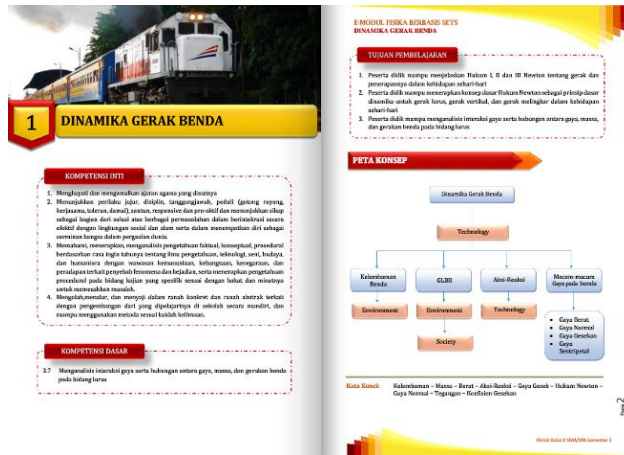 1
DINAMIKA GERAK BENDA
KOMPETENSI INTI
1. Menghayati dan mengamalkan ajaran agama yang dinutnya
2. Menunjukkan perilaku jujur, disiplin, tanggungjawab, peduli (gotong royong,
kerjasama, toleran, damai), santun, responsive dan pro-aktif dan menunjukkan sikap
sebagai bagian dari solusi atas berbagai permasalahan dalam berinteraksi secara
efektif dengan lingkungan social dan alam serta dalam menempatkan diri sebagai
cerminan bangsa dalam pergaulan dunia.
3. Memahami, menerapkan, menganalisis pengetahuan faktual, konseptual, procedural
berdasarkan rasa ingin tahunya tentang ilmu pengetahuan, teknologi, seni, budaya,
dan humaniora dengan wawasan kemanusiaan, kebangsaan, kenegaraan, dan
peradaban terkait penyebab fenomena dan kejadian, serta menerapkan pengetahuan
procedural pada bidang kajian yang spesifik sesuai dengan bakat dan minatnya
untuk memecahkan masalah.
4. Mengolah, menalar, dan menyaji dalam ranah konkret dan ranah abstrak terkait
dengan pengembangan dari yang dipelajarinya di sekolah secara mandiri, dan
mampu menggunakan metoda sesuai kaidah keilmuan.
KOMPETENSI DASAR
3.7 Menganalisis interaksi gaya serta hubungan antara gaya, massa, dan gerakan benda
pada bidang lurus
E-MODUL FISIKA BERBASIS SETS
DINAMIKA GERAK BENDA
TUJUAN PEMBELAJARAN
1. Peserta didik mampu menjelaskan Hukum I, II dan III Newton tentang gerak dan
penerapannya dalam kehidupan sehari-hari
2. Peserta didik mampu menerapkan konsep dasar Hukum Newton sebagai prinsip dasar
dinamika untuk gerak lurus, gerak vertikal, dan gerak melingkar dalam kehidupan
sehari-hari
3. Peserta didik mampu menganalisis interaksi gaya serta hubungan antara gaya, massa,
dan gerakan benda pada bidang lurus
PETA KONSEP
Dinamika Gerak Benda
Technology
Kelembaman
Benda
GLBB
Aksi-Reaksi
Macam-macam
Gaya pada benda
Environment
Environment
Technology
• Gaya Berat
• Gaya Normal
• Gaya Gesekan
• Gaya
Sentripetal
Society
Kata Kunci: Kelembaman – Massa – Berat – Aksi-Reaksi – Gaya Gesek – Hukum Newton –
Gaya Normal – Tegangan – Koefisien Gesekan
Page 2
Untuk Kelas X SMA/MA Semester 2